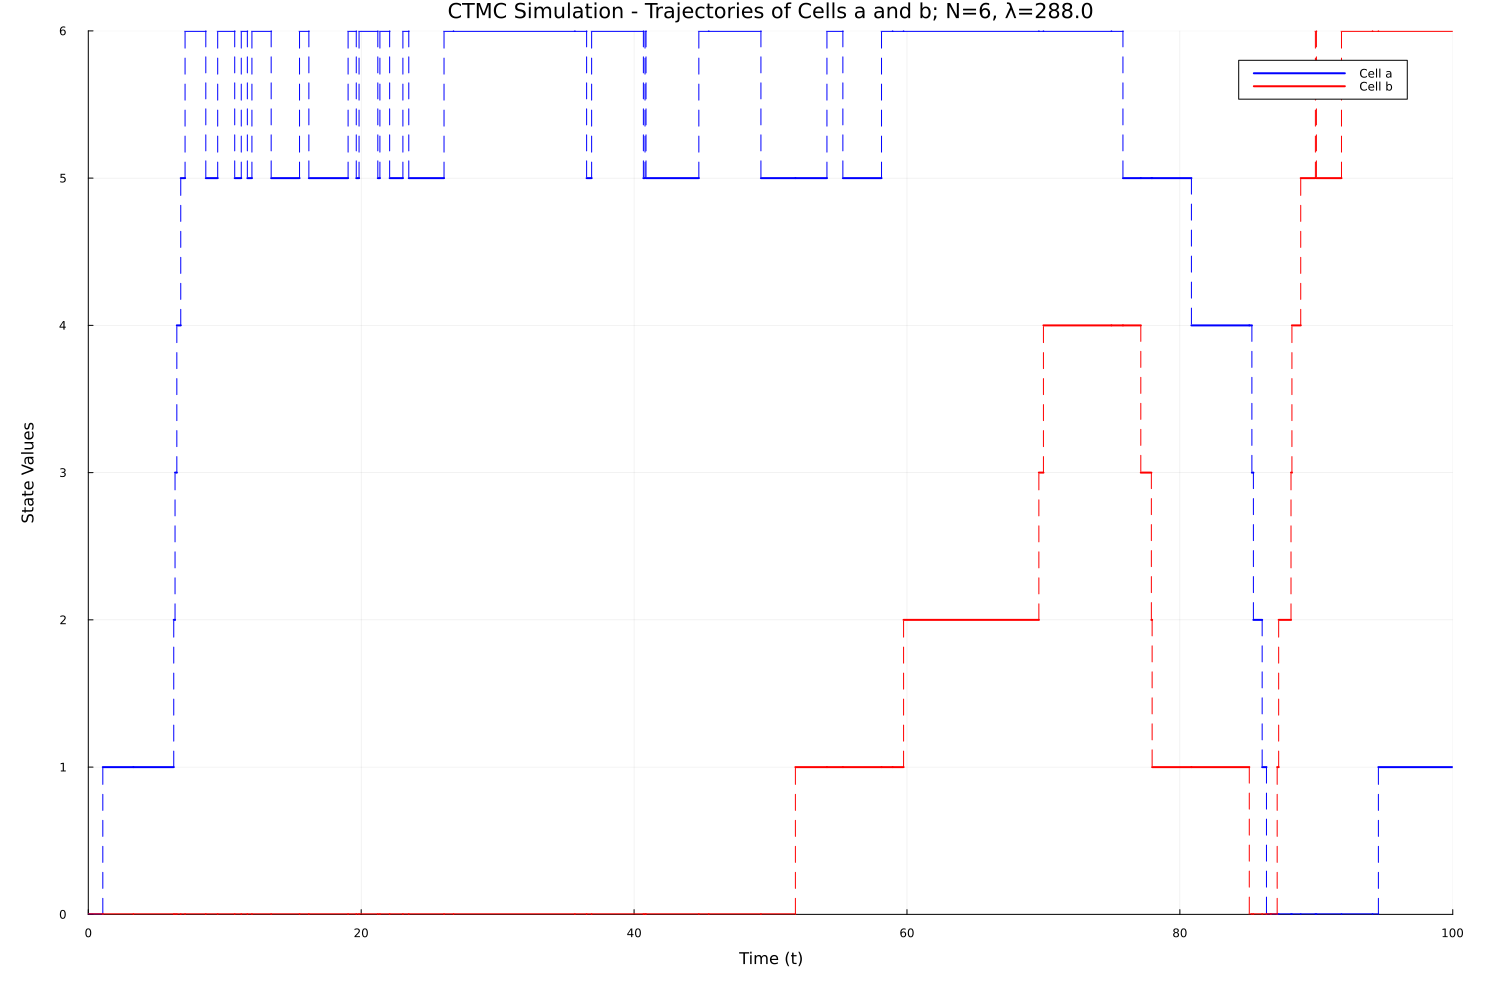 CTMC Simulation - Trajectories of Cells a and b; N=6, λ=288.0
6
Cell a
Cell b
5
4
3
State Values
2
1
0
0 20 40 60 80 100
Time (t)